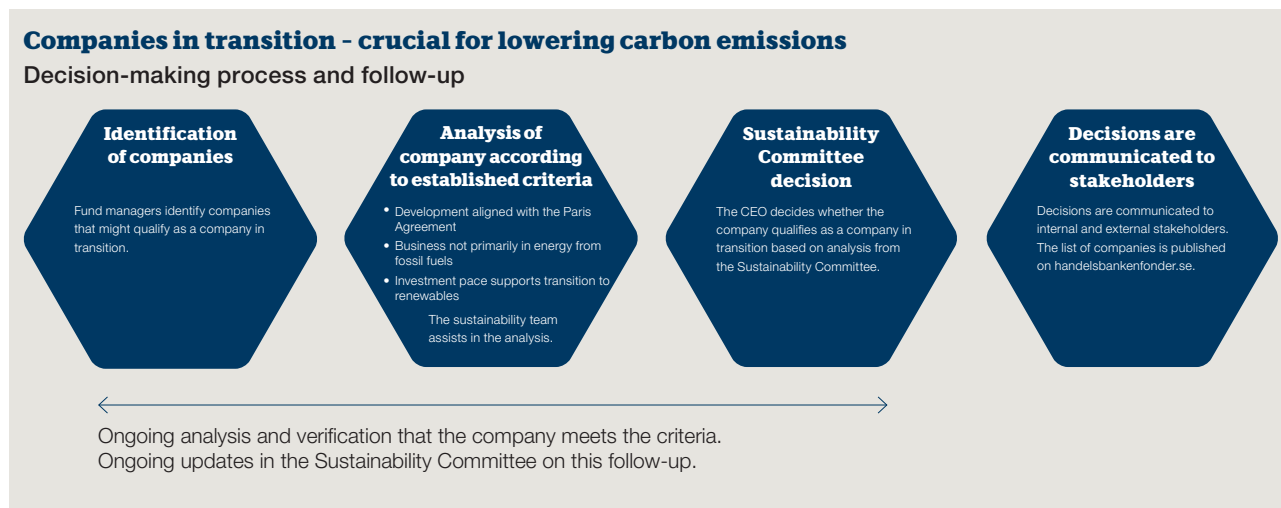 Companies in transition – crucial for lowering carbon emissions
Decision-making process and follow-up
Identification
of companies
Fund managers identify companies
that might qualify as a company in
transition.
Analysis of
company according
to established criteria
• Development aligned with the Paris
Agreement
• Business not primarily in energy from
fossil fuels
• Investment pace supports transition to
renewables
The sustainability team
assists in the analysis.
Sustainability
Committee
decision
The CEO decides whether the
company qualifies as a company in
transition based on analysis from
the Sustainability Committee.
Decisions are
communicated to
stakeholders
Decisions are communicated to
internal and external stakeholders.
The list of companies is published
on handelsbankenfonder.se.
Ongoing analysis and verification that the company meets the criteria.
Ongoing updates in the Sustainability Committee on this follow-up.